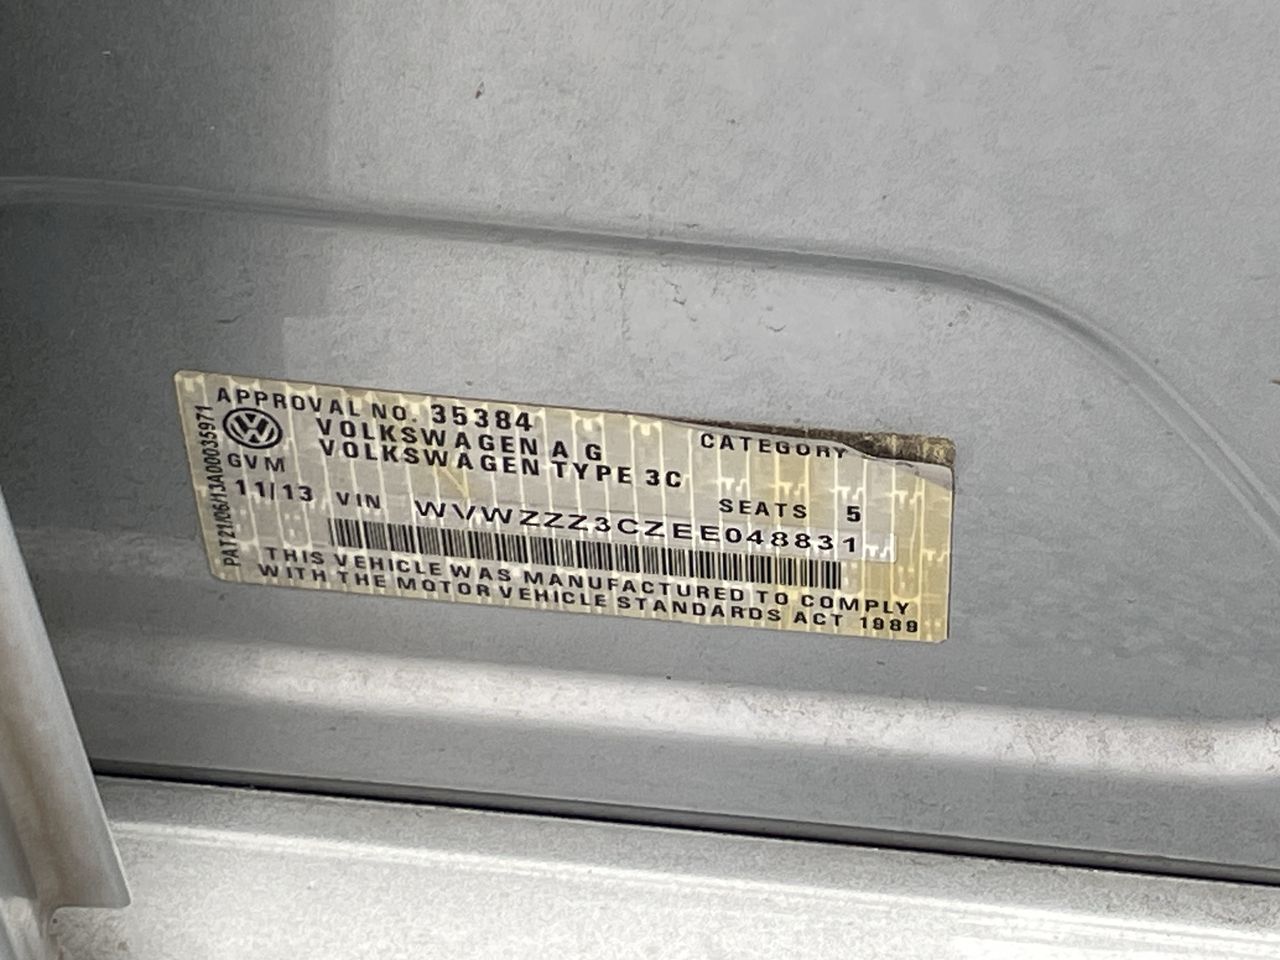 APPROVAL NO. 35384
VOLKSWAGEN A G
CATEGORY
VOLKSWAGEN TYPE 3C
GVM
SEATS 5
11/13 VIN WVWZZZ3CZEE048831
THIS VEHICLE WAS MANUFACTURED TO COMPLY
WITH THE MOTOR VEHICLE STANDARDS ACT 1989
PAT21/06/13A00035971